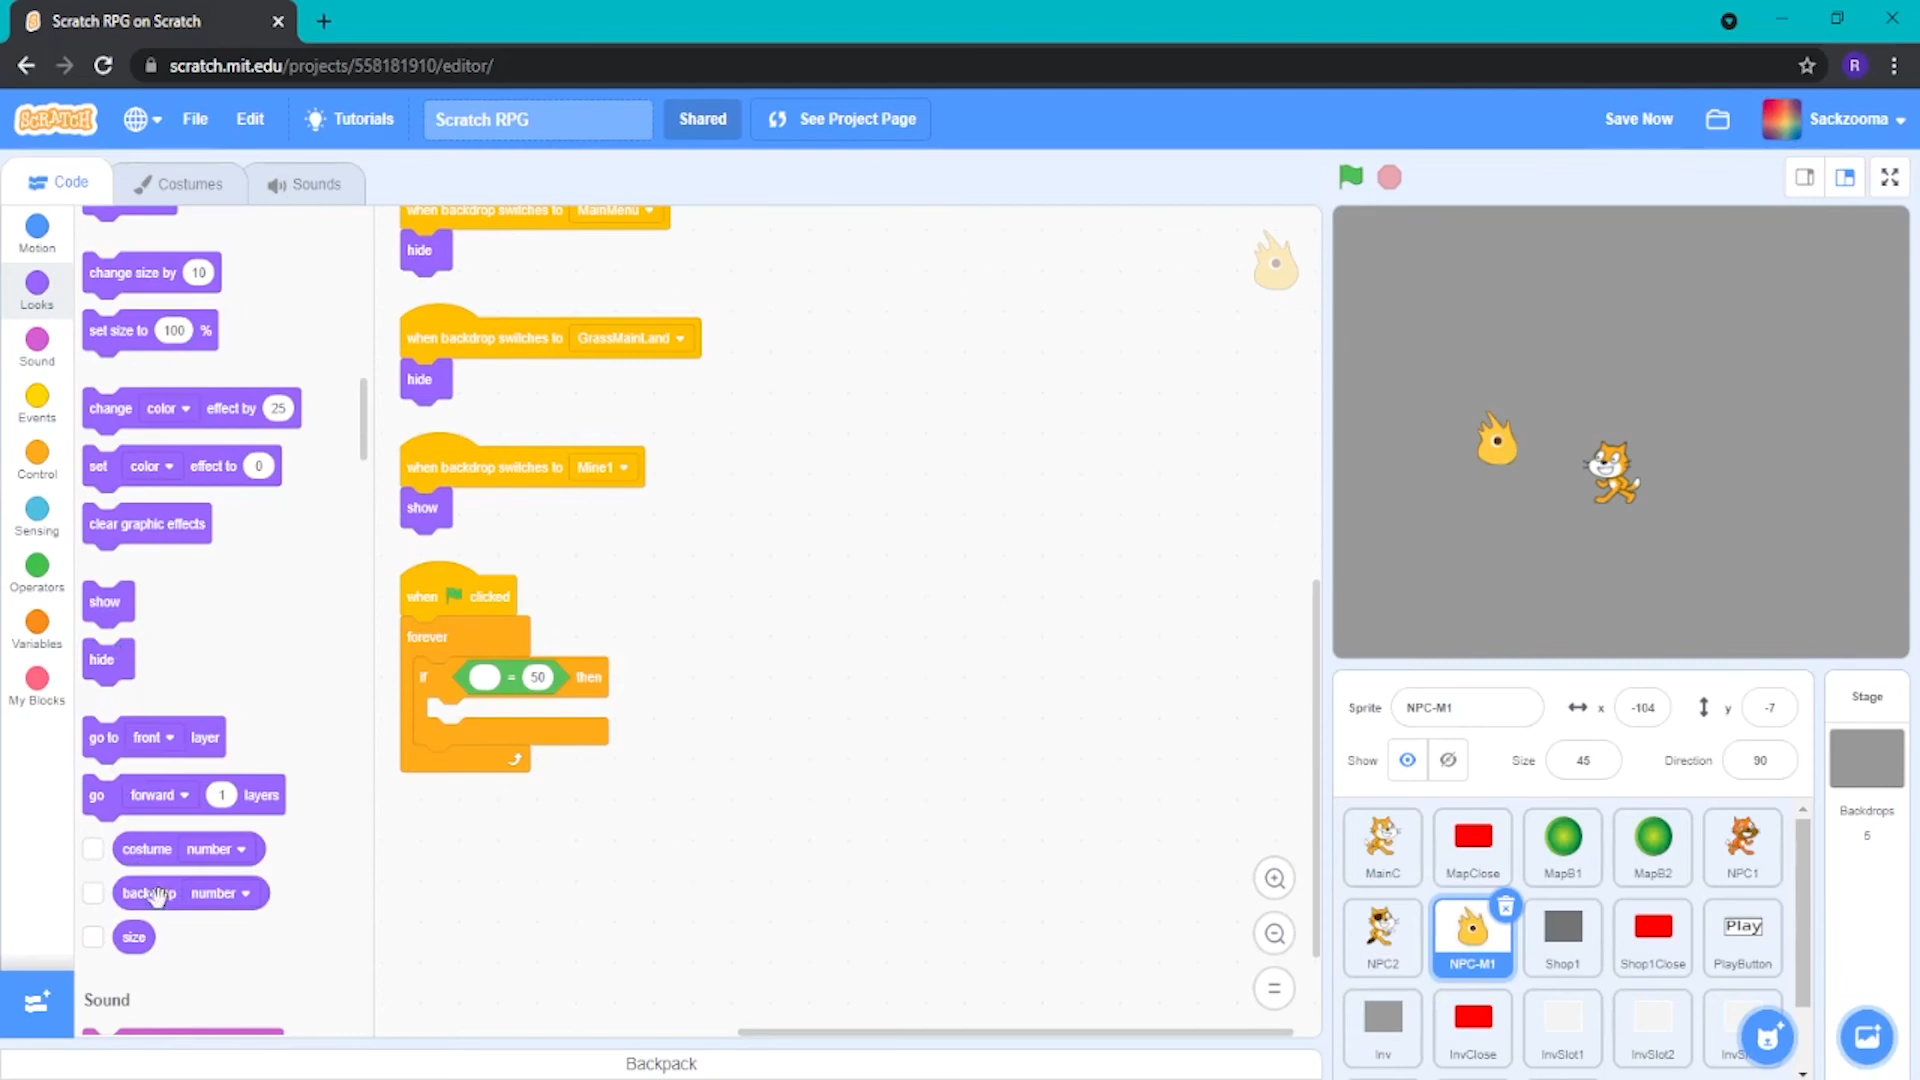 Scratch RPG on Scratch
scratch.mit.edu/projects/558181910/editor/
R
SCRATCH
File
Edit
Tutorials
Scratch RPG
Shared
See Project Page
Save Now
Sackzooma
Code
Costumes
Sounds
Motion
Looks
Sound
Events
Control
Sensing
Operators
Variables
My Blocks
change size by 10
set size to 100 %
change color effect by 25
set color effect to 0
clear graphic effects
show
hide
go to front layer
go forward 1 layers
costume number
backdrop number
size
Sound
when backdrop switches to MainMenu
hide
when backdrop switches to GrassMainLand
hide
when backdrop switches to Mine1
show
when clicked
forever
if = 50 then
Backpack
Sprite NPC-M1 x -104 y -7
Show Size 45 Direction 90
MainC
MapClose
MapB1
MapB2
NPC1
NPC2
NPC-M1
Shop1
Shop1Close
Play
PlayButton
Inv
InvClose
InvSlot1
InvSlot2
Stage
Backdrops
5